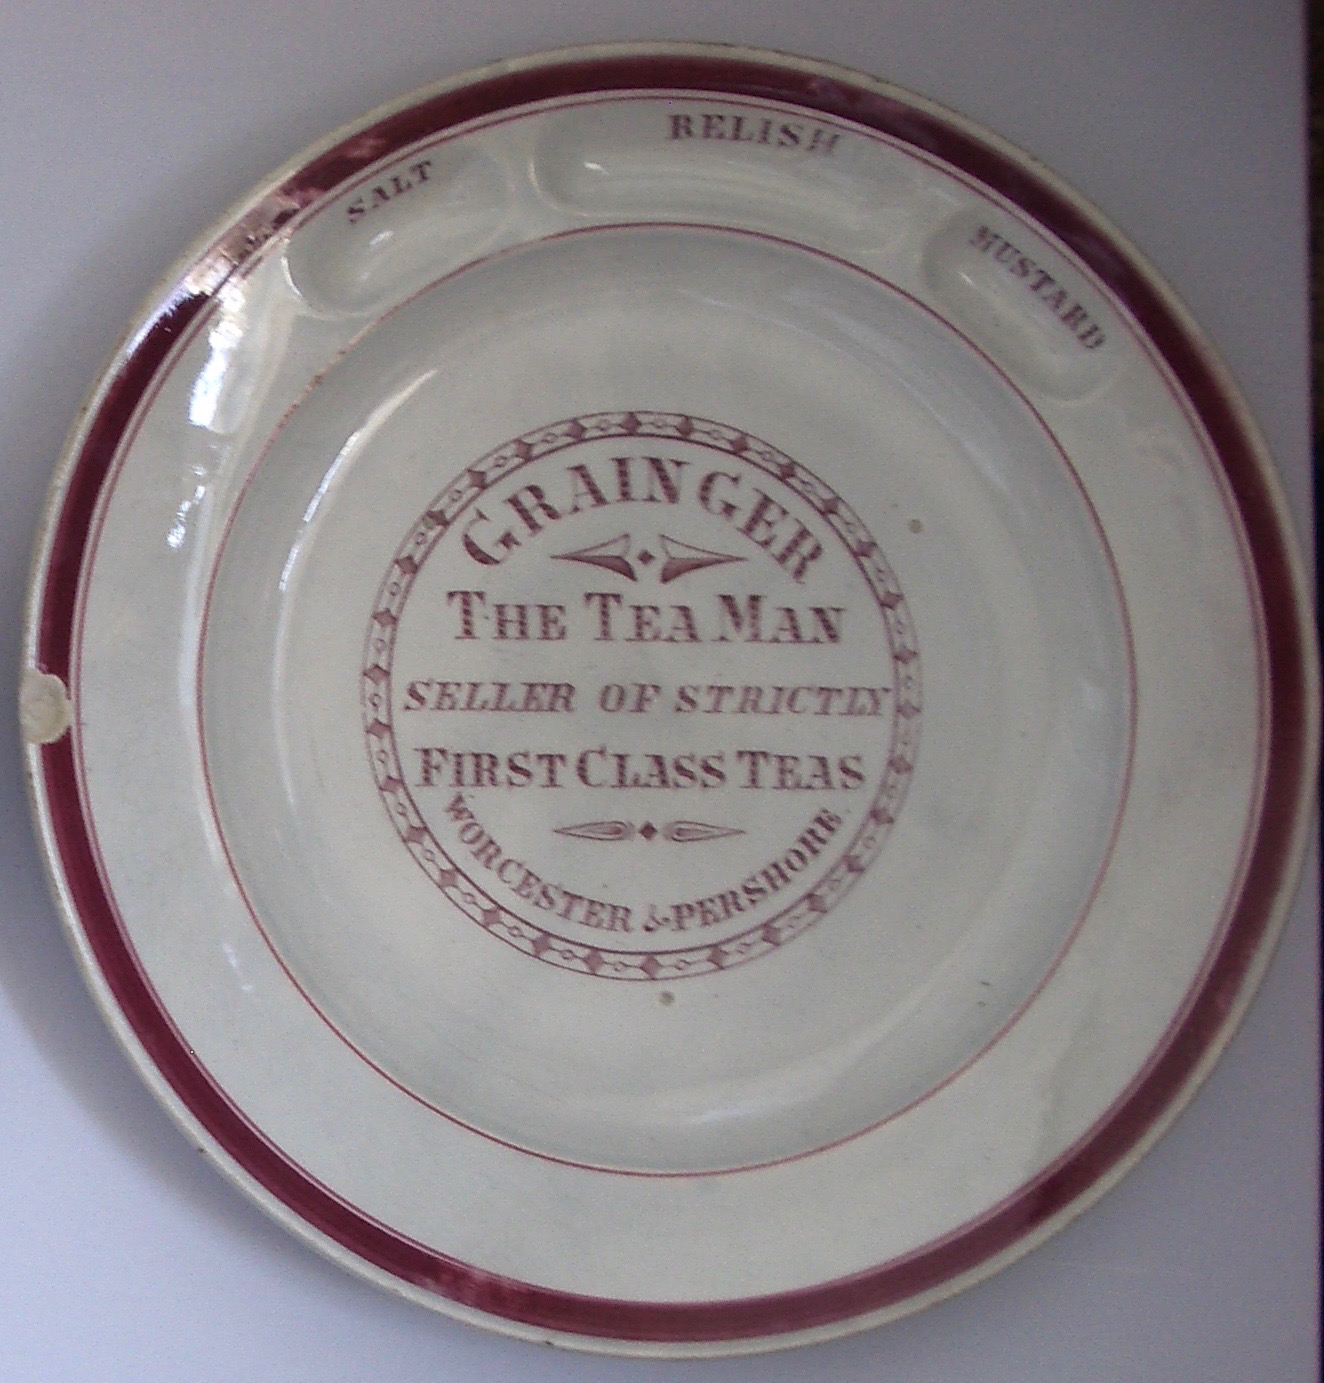 SALT
RELISH
MUSTARD
GRAINGER
THE TEA MAN
SELLER OF STRICTLY
FIRST CLASS TEAS
WORCESTER & PERSHORE